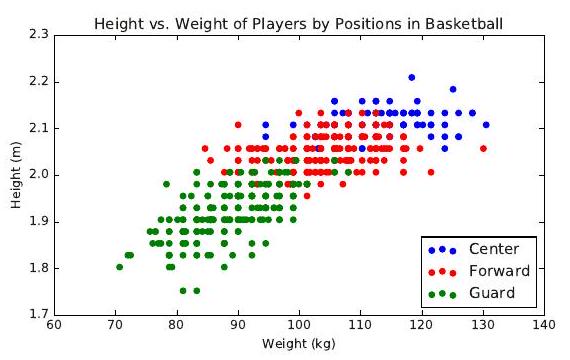 Height vs. Weight of Players by Positions in Basketball
2.3
2.2
2.1
2.0
1.9
1.8
1.7
Height (m)
60 70 80 90 100 110 120 130 140
Weight (kg)
Center
Forward
Guard